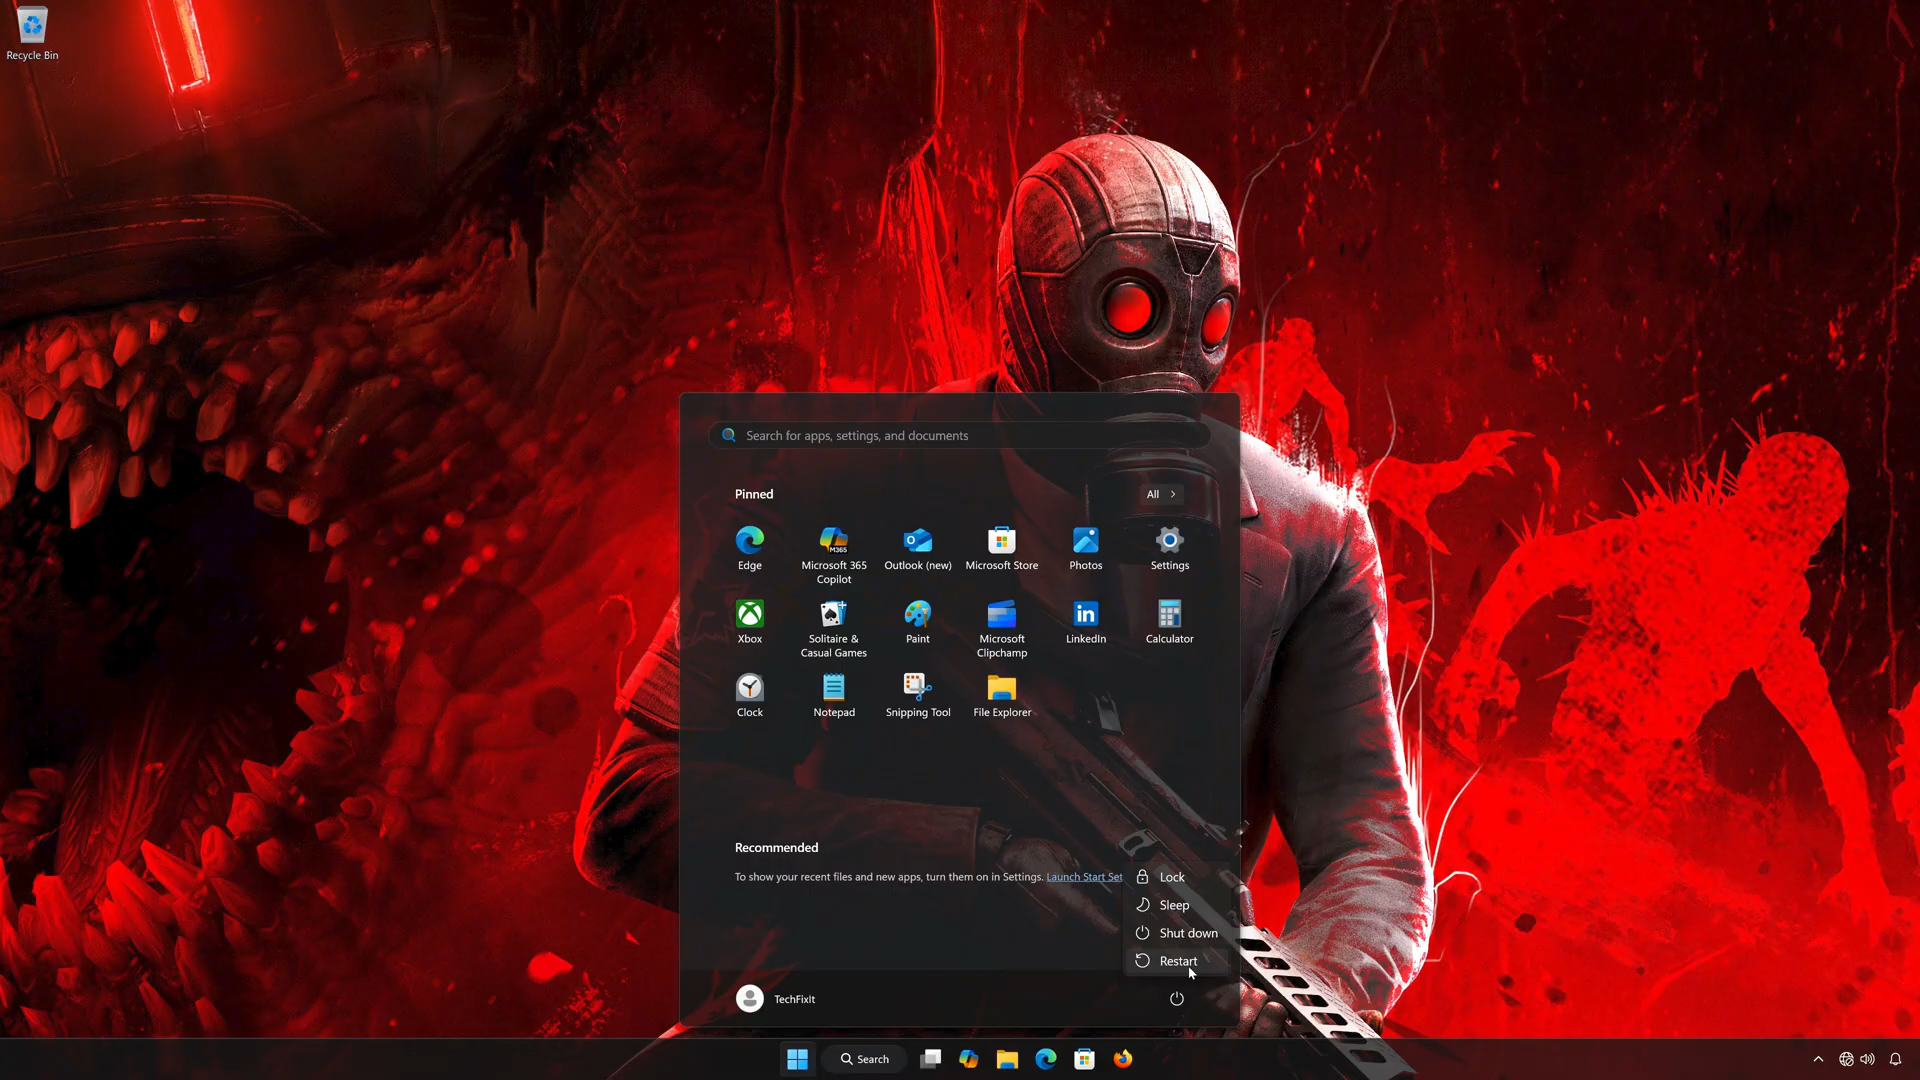 Recycle Bin
Search for apps, settings, and documents
Pinned
All
Edge
Microsoft 365
Copilot
Outlook (new)
Microsoft Store
Photos
Settings
Xbox
Solitaire &
Casual Games
Paint
Microsoft
Clipchamp
LinkedIn
Calculator
Clock
Notepad
Snipping Tool
File Explorer
Recommended
To show your recent files and new apps, turn them on in Settings. Launch Start Set
Lock
Sleep
Shut down
Restart
TechFixIt
Search